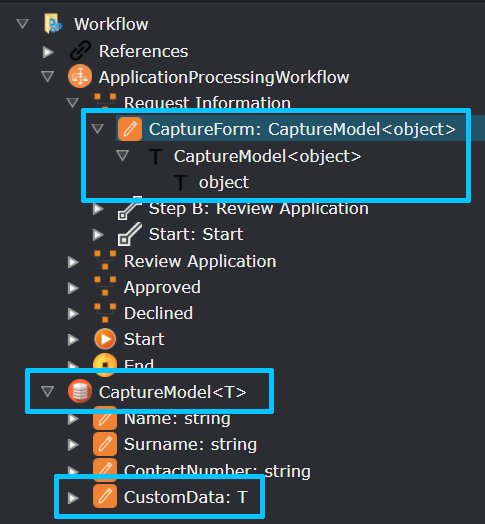 Workflow
References
ApplicationProcessingWorkflow
Request Information
CaptureForm: CaptureModel<object>
CaptureModel<object>
object
Step B: Review Application
Start: Start
Review Application
Approved
Declined
Start
End
CaptureModel<T>
Name: string
Surname: string
ContactNumber: string
CustomData: T